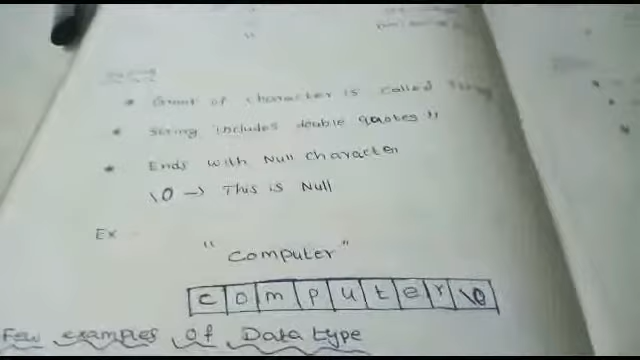 * Group of character is called String
* String includes double quotes "
* Ends with Null character
\0 → This is Null
Ex
"computer"
c o m p u t e r \0
Few examples of Data type